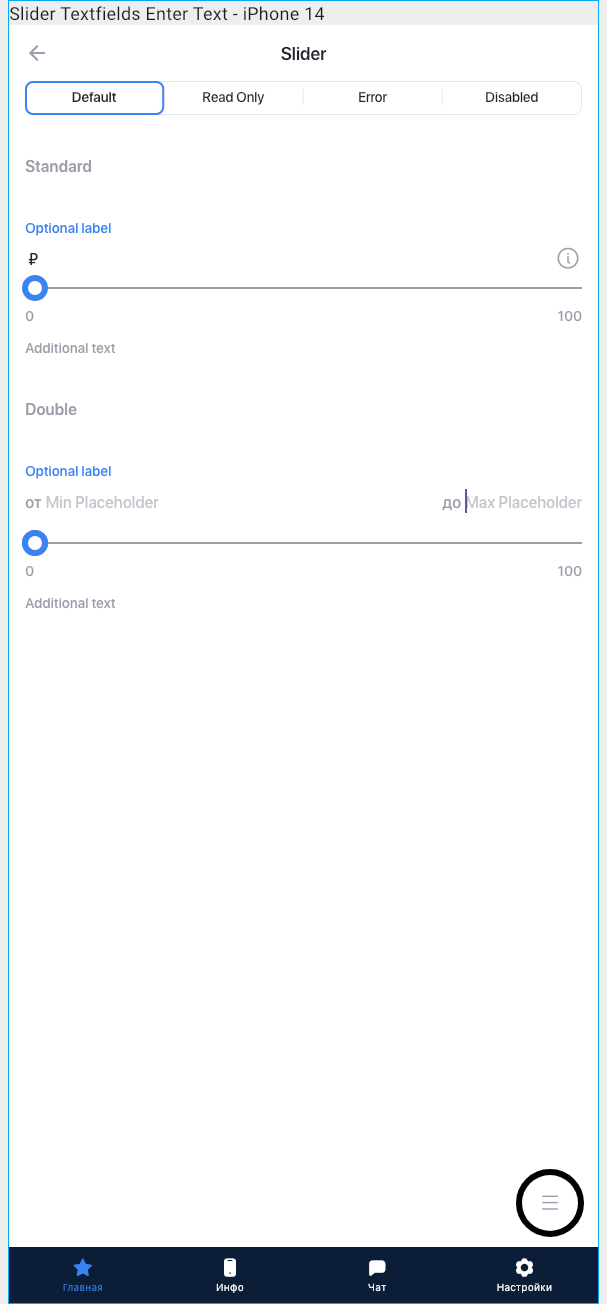 Slider Textfields Enter Text - iPhone 14
Slider
Default Read Only Error Disabled
Standard
Optional label
₽
0 100
Additional text
Double
Optional label
от Min Placeholder до Max Placeholder
0 100
Additional text
Главная Инфо Чат Настройки